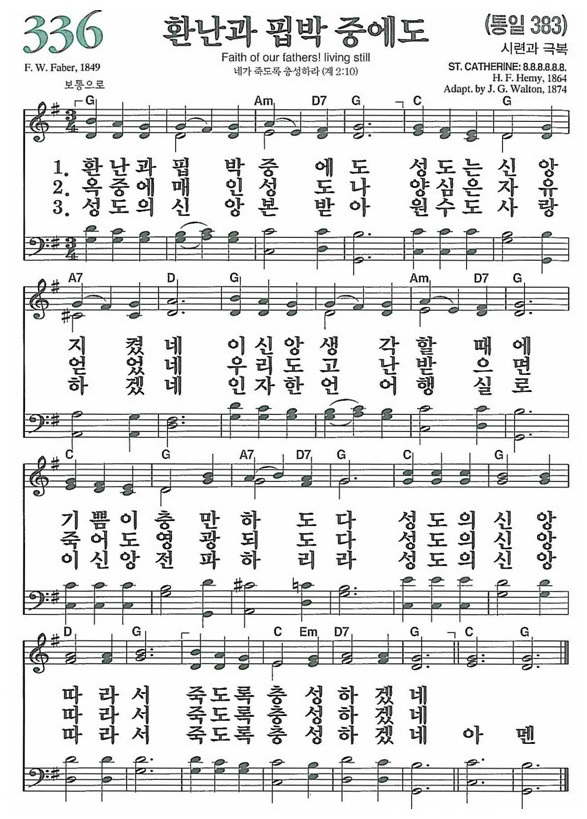 336
환난과 핍박 중에도
(통일 383)
Faith of our fathers! living still
시련과 극복
F. W. Faber, 1849
네가 죽도록 충성하라 (계 2:10)
ST. CATHERINE: 8.8.8.8.8.8.
H. F. Hemy, 1864
Adapt. by J. G. Walton, 1874
보통으로
G Am D7 G C G
1. 환난과 핍 박중 에도 성도는신 앙
2. 옥중에매 인성 도나 양심은자 유
3. 성도의신 앙본 받아 원수도사 랑
A7 D G Am D7 G
지 켰네 이신앙생 각 할때에
얻 었네 우리도고 난 받으면
하 겠네 인자한언 어 행실로
C G A7 D7 G C
기쁨이충 만하 도다 성도의신 앙
죽어도영 광되 도다 성도의신 앙
이신앙전 파하 리라 성도의신 앙
D G C Em D7 G C G
따라서 죽도록충 성하 겠네
따라서 죽도록충 성하 겠네
따라서 죽도록충 성하 겠네 아 멘